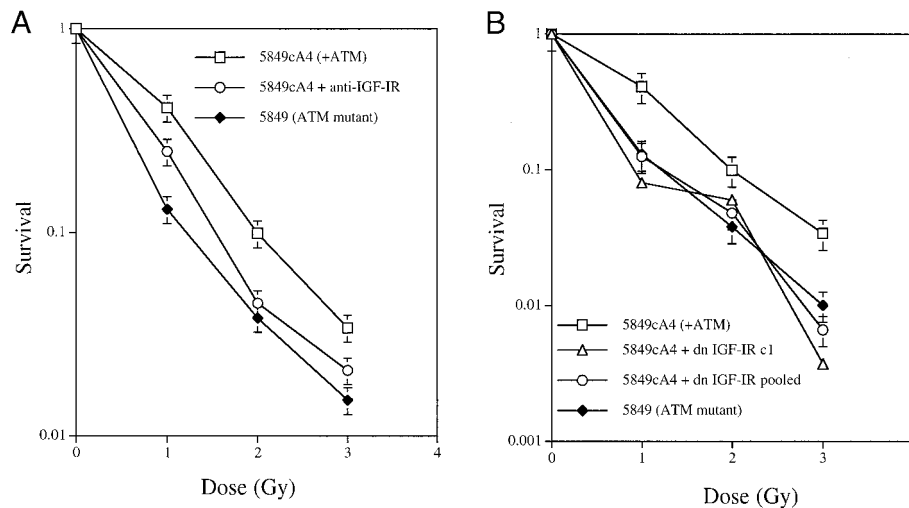 A
1
0.1
0.01
Survival
0
1
2
3
4
Dose (Gy)
5849cA4 (+ATM)
5849cA4 + anti-IGF-IR
5849 (ATM mutant)
B
1
0.1
0.01
0.001
Survival
0
1
2
3
Dose (Gy)
5849cA4 (+ATM)
5849cA4 + dn IGF-IR c1
5849cA4 + dn IGF-IR pooled
5849 (ATM mutant)